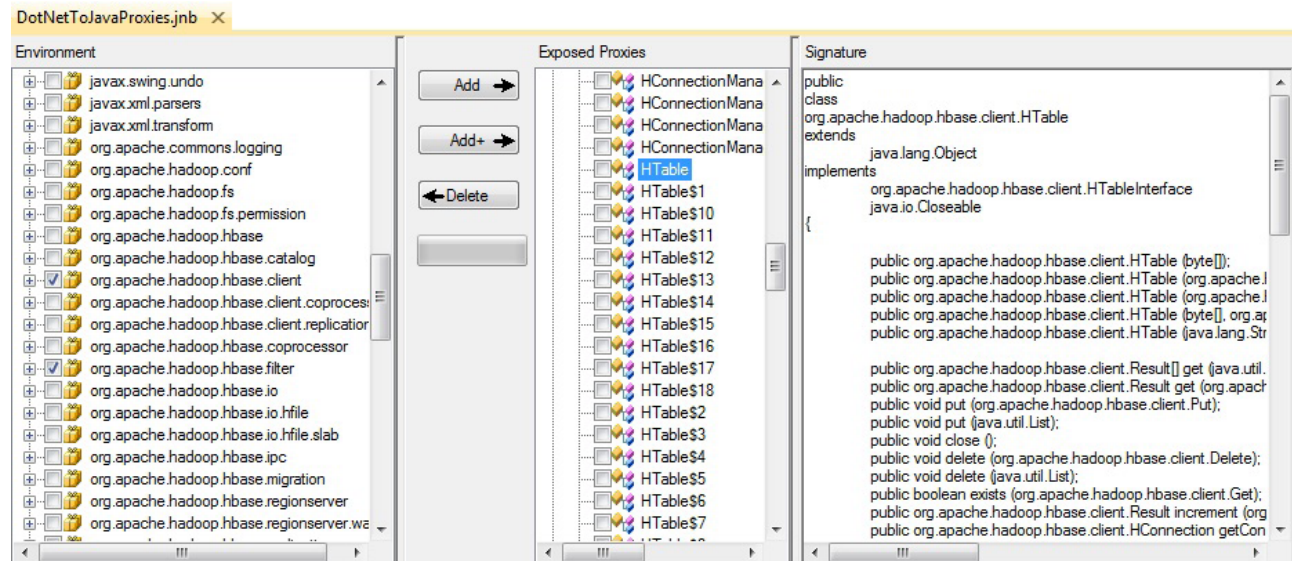 DotNetToJavaProxies.jnb
Environment
javax.swing.undo
javax.xml.parsers
javax.xml.transform
org.apache.commons.logging
org.apache.hadoop.conf
org.apache.hadoop.fs
org.apache.hadoop.fs.permission
org.apache.hadoop.hbase
org.apache.hadoop.hbase.catalog
org.apache.hadoop.hbase.client
org.apache.hadoop.hbase.client.coproces
org.apache.hadoop.hbase.client.replication
org.apache.hadoop.hbase.coprocessor
org.apache.hadoop.hbase.filter
org.apache.hadoop.hbase.io
org.apache.hadoop.hbase.io.hfile
org.apache.hadoop.hbase.io.hfile.slab
org.apache.hadoop.hbase.ipc
org.apache.hadoop.hbase.migration
org.apache.hadoop.hbase.regionserver
org.apache.hadoop.hbase.regionserver.wa
Add
Add+
Delete
Exposed Proxies
HConnectionMana
HConnectionMana
HConnectionMana
HConnectionMana
HTable
HTable$1
HTable$10
HTable$11
HTable$12
HTable$13
HTable$14
HTable$15
HTable$16
HTable$17
HTable$18
HTable$2
HTable$3
HTable$4
HTable$5
HTable$6
HTable$7
Signature
public
class
org.apache.hadoop.hbase.client.HTable
extends
java.lang.Object
implements
org.apache.hadoop.hbase.client.HTableInterface
java.io.Closeable
{
public org.apache.hadoop.hbase.client.HTable (byte[]);
public org.apache.hadoop.hbase.client.HTable (org.apache.h
public org.apache.hadoop.hbase.client.HTable (org.apache.h
public org.apache.hadoop.hbase.client.HTable (byte[], org.ap
public org.apache.hadoop.hbase.client.HTable (java.lang.Str
public org.apache.hadoop.hbase.client.Result[] get (java.util.
public org.apache.hadoop.hbase.client.Result get (org.apach
public void put (org.apache.hadoop.hbase.client.Put);
public void put (java.util.List);
public void close ();
public void delete (org.apache.hadoop.hbase.client.Delete);
public void delete (java.util.List);
public boolean exists (org.apache.hadoop.hbase.client.Get);
public org.apache.hadoop.hbase.client.Result increment (org
public org.apache.hadoop.hbase.client.HConnection getCon